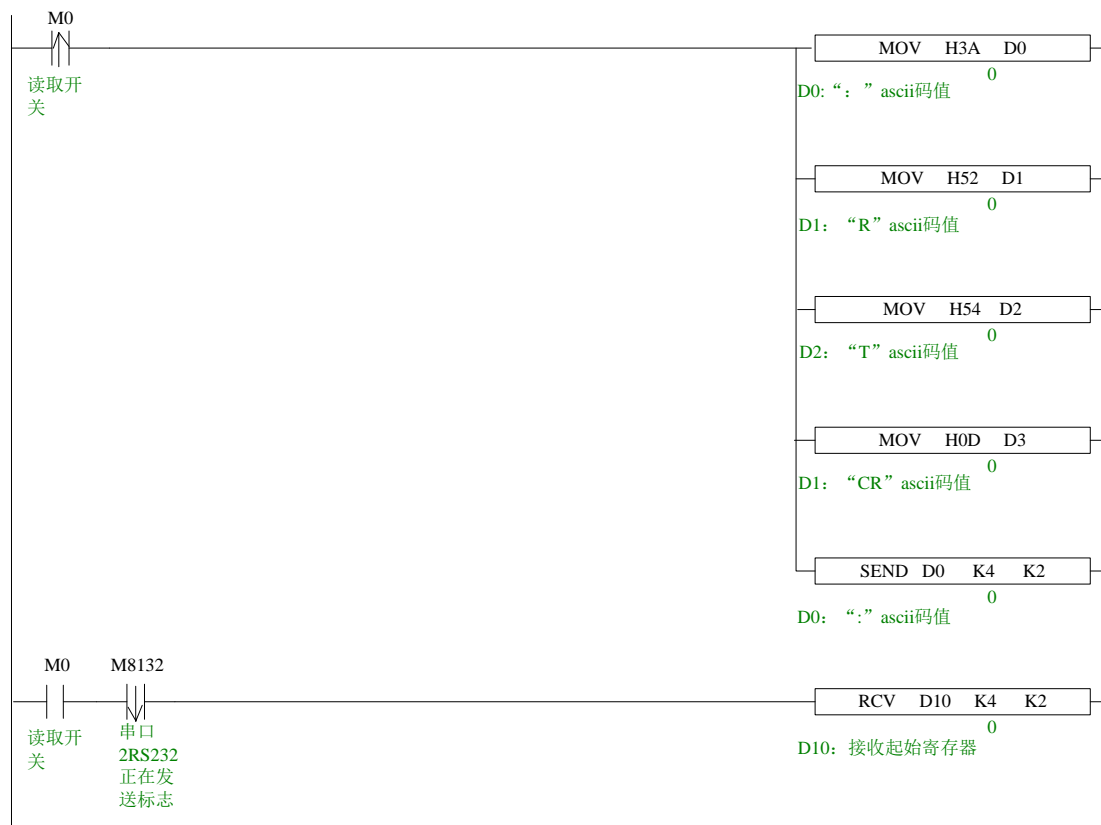 M0
读取开
关
MOV H3A D0
0
D0:“：”ascii码值
MOV H52 D1
0
D1：“R”ascii码值
MOV H54 D2
0
D2：“T”ascii码值
MOV H0D D3
0
D1：“CR”ascii码值
SEND D0 K4 K2
0
D0：“:”ascii码值
M0 M8132
RCV D10 K4 K2
0
读取开
关
串口
2RS232
正在发
送标志
D10：接收起始寄存器